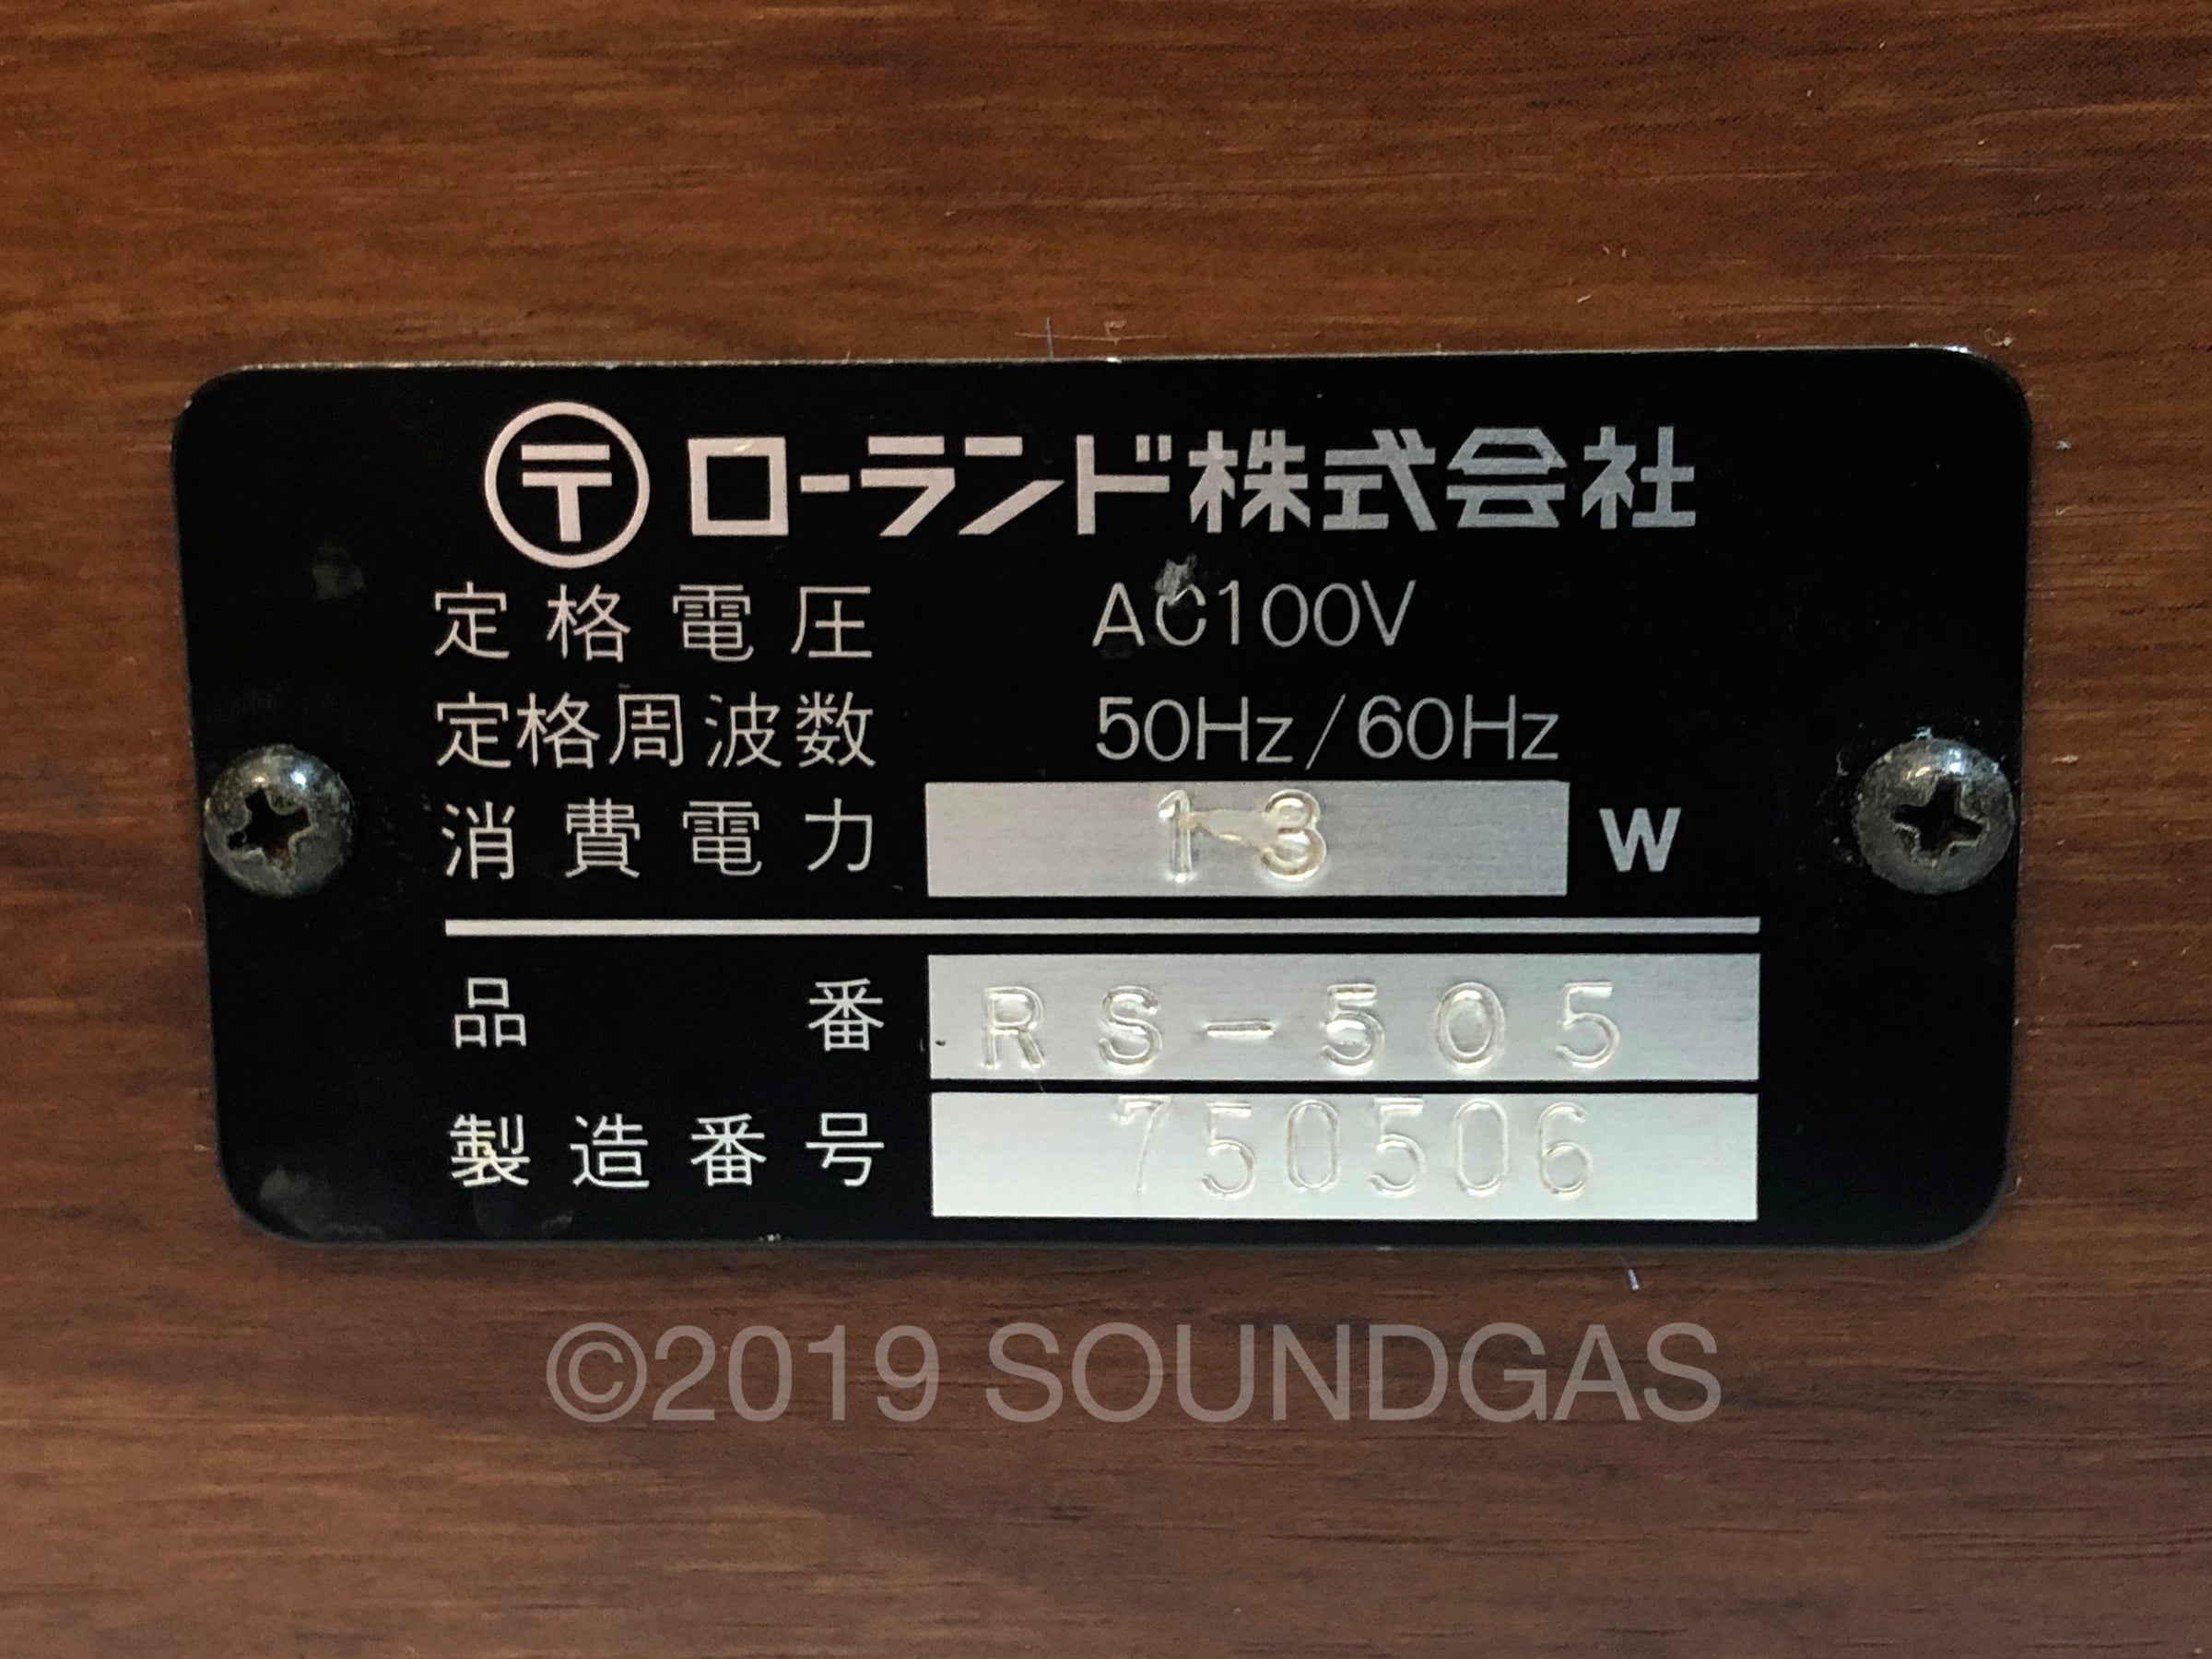 〶 ローランド株式会社
定格電圧 AC100V
定格周波数 50Hz/60Hz
消費電力 13 W
品番 RS-505
製造番号 750506
©2019 SOUNDGAS